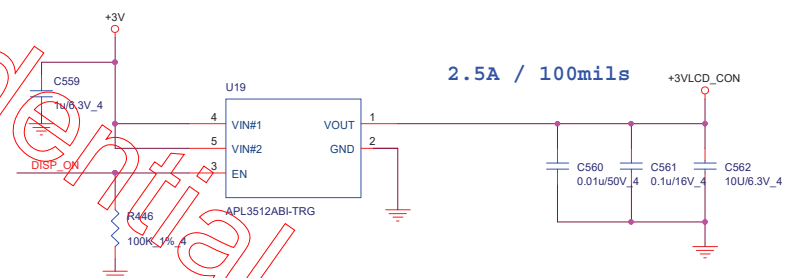 +3V
C559
1u/6.3V_4
U19
2.5A / 100mils
+3VLCD_CON
4
VIN#1
VOUT
1
5
VIN#2
GND
2
DISP_ON
3
EN
APL3512ABI-TRG
R446
100K_1%_4
C560
0.01u/50V_4
C561
0.1u/16V_4
C562
10U/6.3V_4
dential